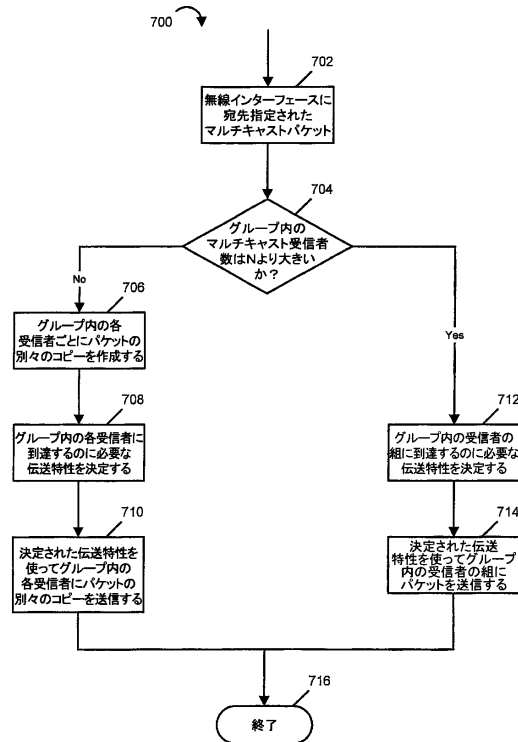 700
702
無線インターフェースに
宛先指定された
マルチキャストパケット
704
グループ内の
マルチキャスト受信者
数はNより大きい
か?
No
Yes
706
グループ内の各
受信者ごとにパケットの
別々のコピーを作成する
708
グループ内の各受信者に
到達するのに必要な
伝送特性を決定する
710
決定された伝送特性を
使ってグループ内の
各受信者にパケットの
別々のコピーを送信する
712
グループ内の受信者の
組に到達するのに必要な
伝送特性を決定する
714
決定された伝送
特性を使ってグループ
内の受信者の組に
パケットを送信する
716
終了